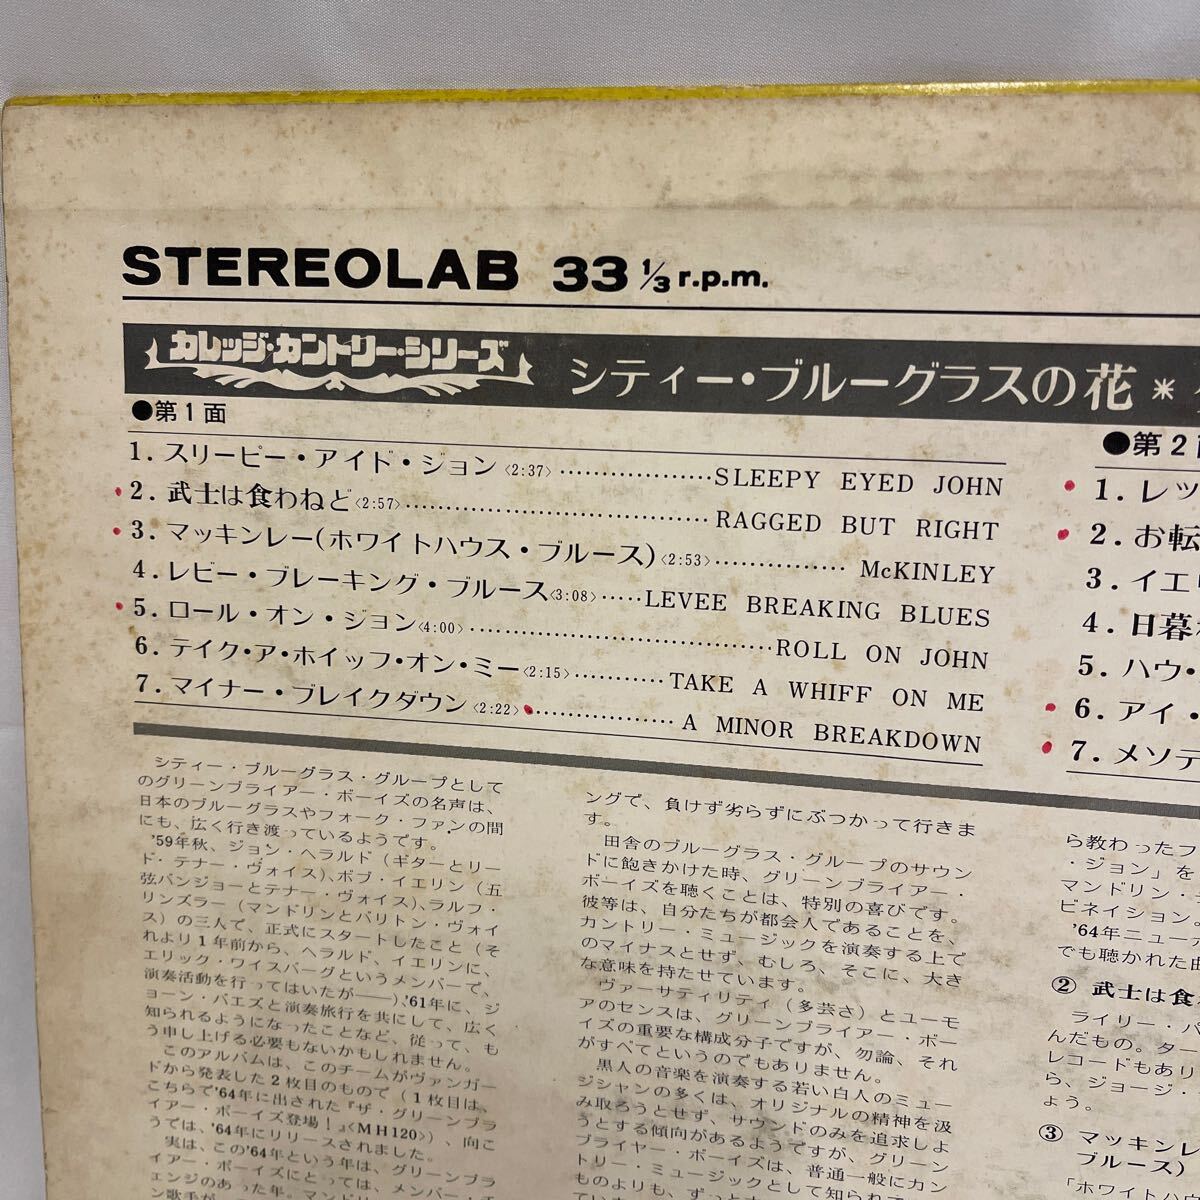 STEREOLAB 33 1/3 r.p.m.
カレッジ・カントリー・シリーズ シティー・ブルーグラスの花＊
●第1面
1. スリーピー・アイド・ジョン〈2:37〉……………SLEEPY EYED JOHN
2. 武士は食わねど〈2:57〉……………………………RAGGED BUT RIGHT
3. マッキンレー(ホワイトハウス・ブルース)〈2:53〉……………McKINLEY
4. レビー・ブレーキング・ブルース〈3:08〉……LEVEE BREAKING BLUES
5. ロール・オン・ジョン〈4:00〉……………………………ROLL ON JOHN
6. テイク・ア・ホイッフ・オン・ミー〈2:15〉…………TAKE A WHIFF ON ME
7. マイナー・ブレイクダウン〈2:22〉………………A MINOR BREAKDOWN
●第2
1. レッ
2. お転
3. イエ
4. 日暮
5. ハウ・
6. アイ・
7. メソデ
シティー・ブルーグラス・グループとして
のグリーンブライアー・ボーイズの名声は、
日本のブルーグラスやフォーク・ファンの間
にも、広く行き渡っているようです。
'59年秋、ジョン・ヘラルド（ギターとリー
ド・テナー・ヴォイス)、ボブ・イエリン（五
弦バンジョーとテナー・ヴォイス)、ラルフ・
リンズラー（マンドリンとバリトン・ヴォイ
ス）の三人で、正式にスタートしたこと（そ
れより1年前から、ヘラルド、イエリンに、
エリック・ワイスバーグというメンバーで、
演奏活動を行ってはいたが――)、'61年に、ジ
ョーン・バエズと演奏旅行を共にして、広く
知られるようになったことなど、従って、も
う申し上げる必要もないかもしれません。
このアルバムは、このチームがヴァンガー
ドから発表した2枚目のもので（1枚目は、
こちらで'64年に出された『ザ・グリーンブラ
イアー・ボーイズ登場！』〈MH120〉）、向こ
うでは、'64年にリリースされました。
実は、この'64年という年は、グリーンブラ
イアー・ボーイズにとっては、メンバー・チ
ェンジのあった年。マンドリン
ン歌手が
ングで、負けず劣らずにぶつかって行きま
す。
田舎のブルーグラス・グループのサウン
ドに飽きかけた時、グリーンブライアー・
ボーイズを聴くことは、特別の喜びです。
彼等は、自分たちが都会人であることを、
カントリー・ミュージックを演奏する上で
のマイナスとせず、むしろ、そこに、大き
な意味を持たせています。
ヴァーサティリティ（多芸さ）とユーモ
アのセンスは、グリーンブライアー・ボー
イズの重要な構成分子ですが、勿論、それ
がすべてというのでもありません。
黒人の音楽を演奏する若い白人のミュー
ジシャンの多くは、オリジナルの精神を汲
み取ろうとせず、サウンドのみを追求しよ
うとする傾向があるようですが、グリーン
ブライヤー・ボーイズは、普通一般にカン
トリー・ミュージックとして知られて
ものよりも、ずっと
ら教わったフ
・ジョン」を
マンドリン・
ビネイション。
'64年ニュー
でも聴かれた曲
② 武士は食
ライリー・パ
んだもの。ター
レコードもあり
ら、ジョージ・
ょう。
③ マッキンレ
ブルース）
「ホワイトハウ